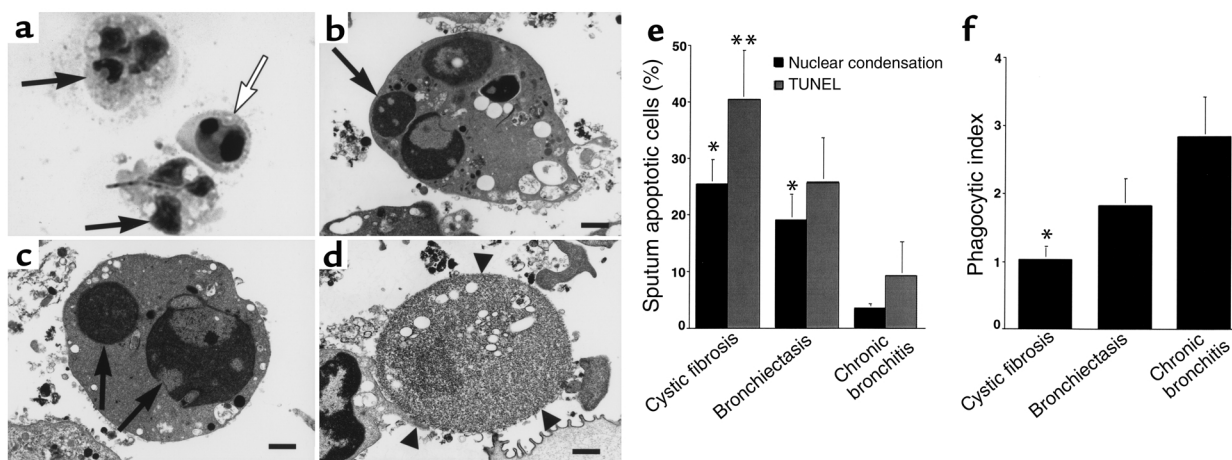 a
b
c
d
e
f
Sputum apoptotic cells (%)
50
40
30
20
10
0
*
**
*
Nuclear condensation
TUNEL
Cystic fibrosis
Bronchiectasis
Chronic
bronchitis
Phagocytic index
4
3
2
1
0
*
Cystic fibrosis
Bronchiectasis
Chronic
bronchitis